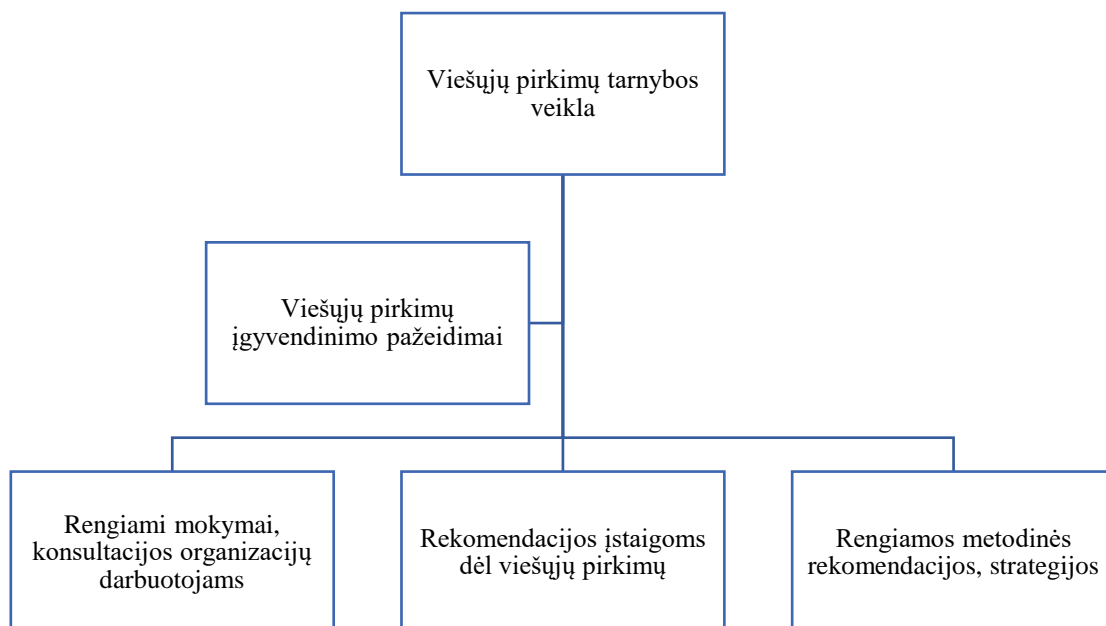 Viešųjų pirkimų tarnybos
veikla
Viešųjų pirkimų
įgyvendinimo pažeidimai
Rengiami mokymai,
konsultacijos organizacijų
darbuotojams
Rekomendacijos įstaigoms
dėl viešųjų pirkimų
Rengiamos metodinės
rekomendacijos, strategijos